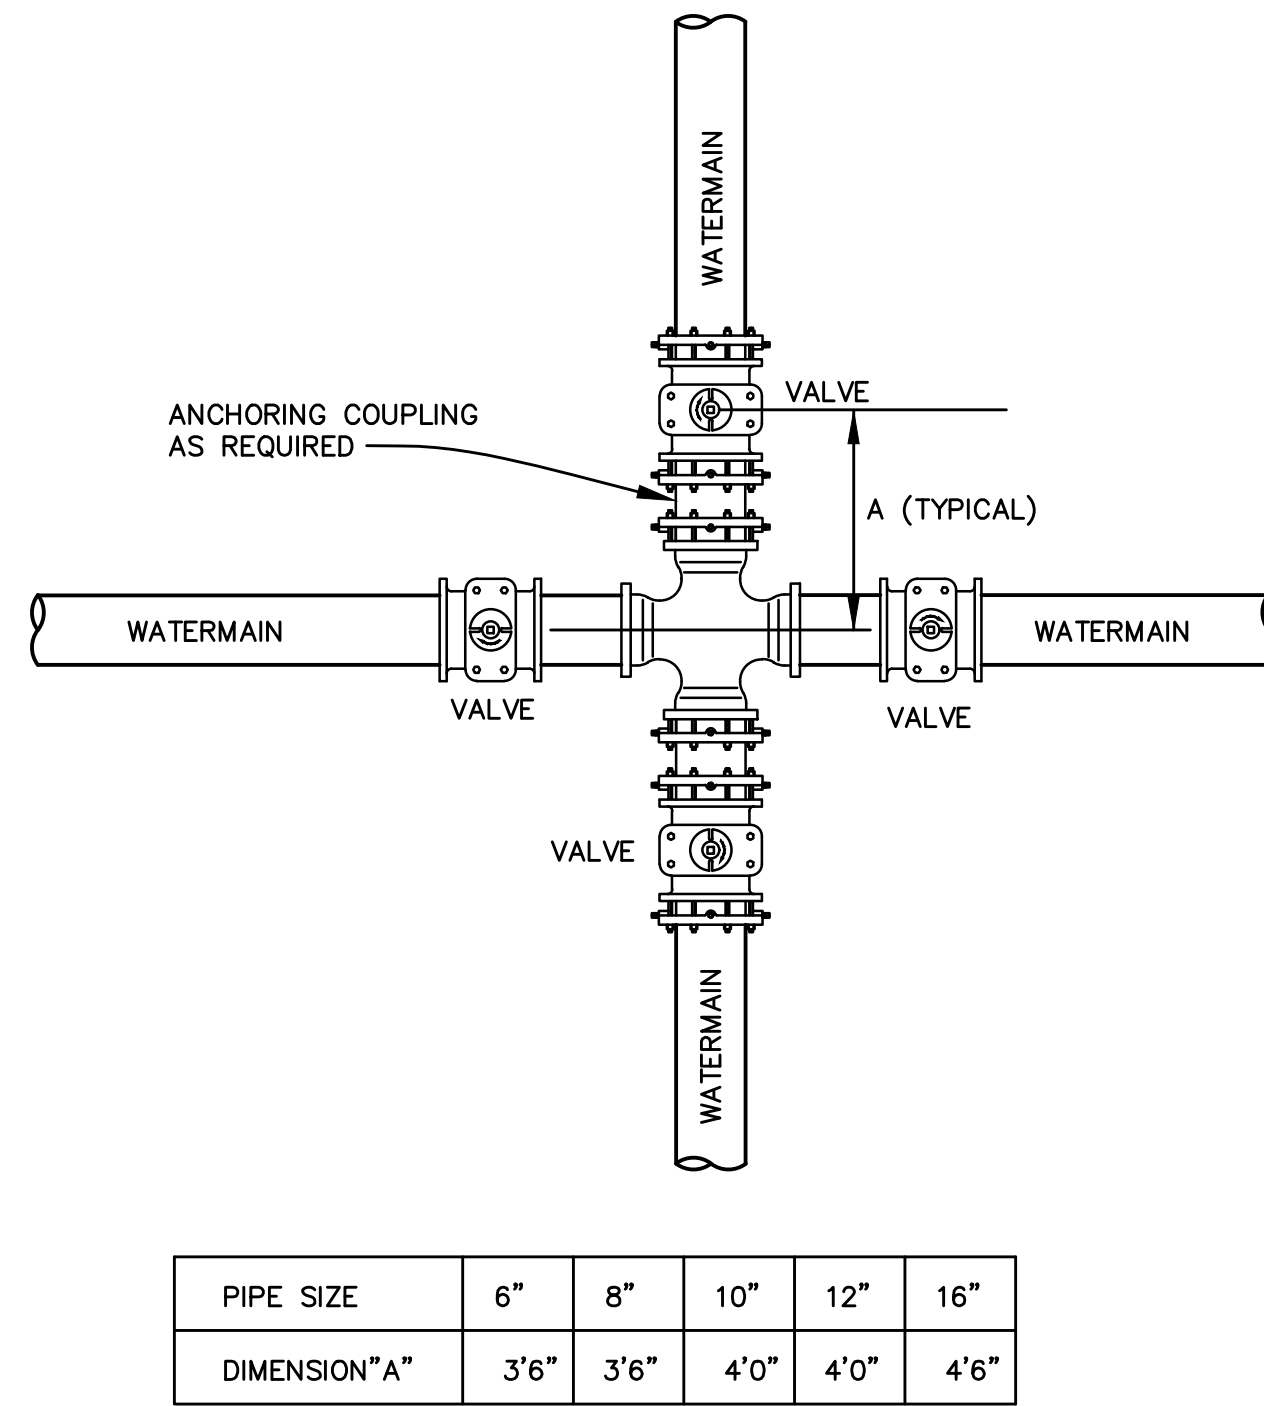 WATERMAIN
VALVE
ANCHORING COUPLING
AS REQUIRED
A (TYPICAL)
WATERMAIN
WATERMAIN
VALVE
VALVE
VALVE
WATERMAIN
PIPE SIZE 6” 8” 10” 12” 16”
DIMENSION”A” 3'6” 3'6” 4'0” 4'0” 4'6”